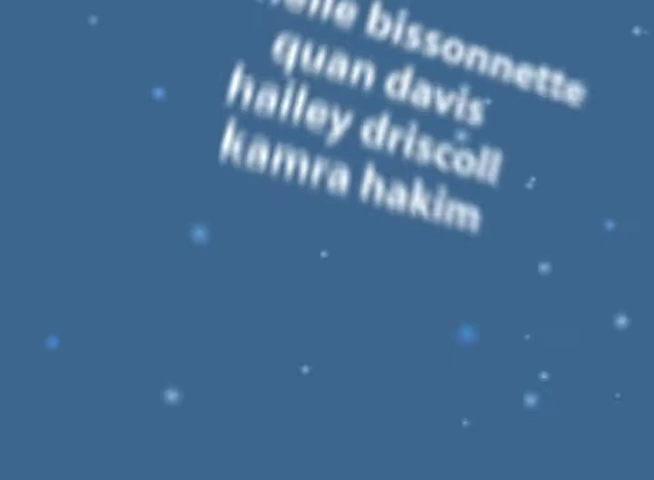 bissonnette
quan davis
hailey driscoll
kamra hakim